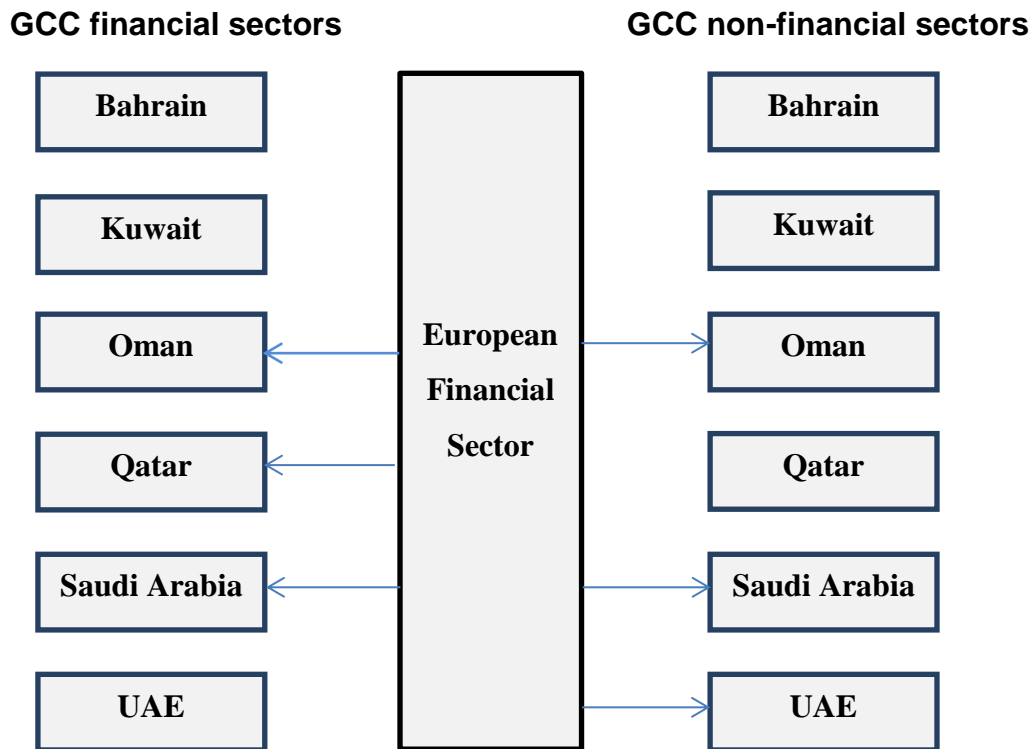 GCC financial sectors
GCC non-financial sectors
Bahrain
Kuwait
Oman
Qatar
Saudi Arabia
UAE
European
Financial
Sector
Bahrain
Kuwait
Oman
Qatar
Saudi Arabia
UAE